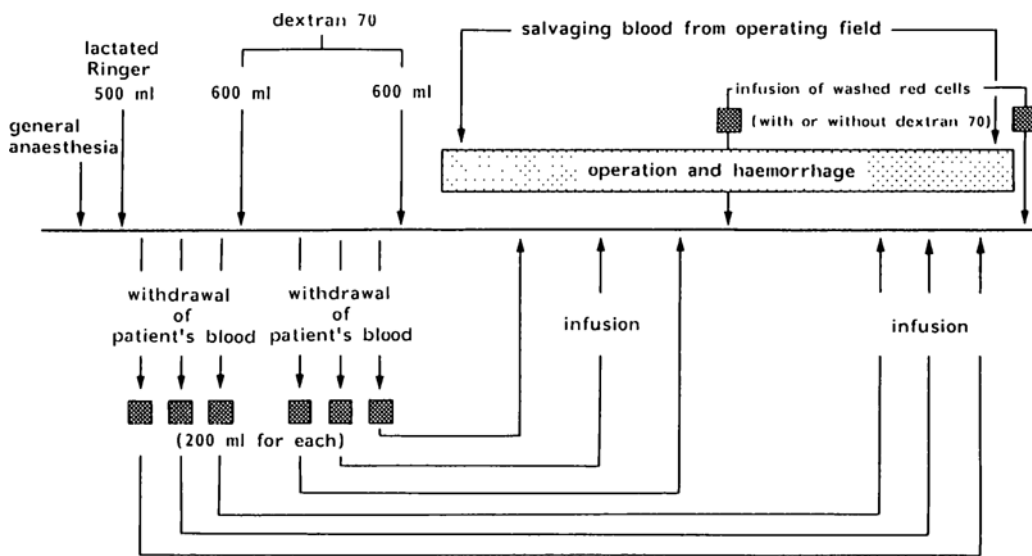 dextran 70
lactated
Ringer
500 ml
600 ml
600 ml
general
anaesthesia
salvaging blood from operating field
infusion of washed red cells
(with or without dextran 70)
operation and haemorrhage
withdrawal
of
patient's blood
withdrawal
of
patient's blood
infusion
infusion
(200 ml for each)